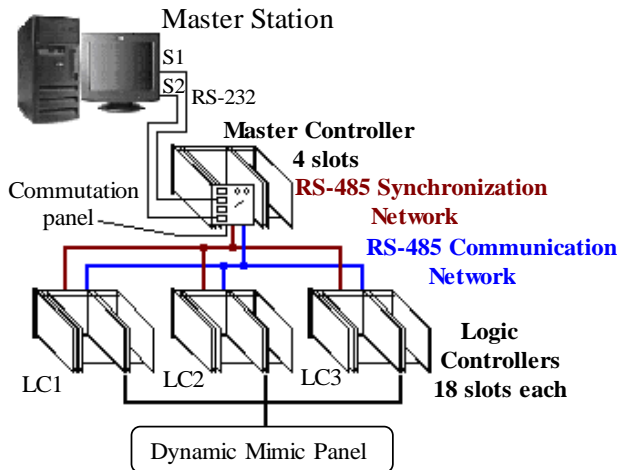 Master Station
S1
S2
RS-232
Master Controller
4 slots
Commutation
panel
RS-485 Synchronization
Network
RS-485 Communication
Network
LC1
LC2
LC3
Logic
Controllers
18 slots each
Dynamic Mimic Panel